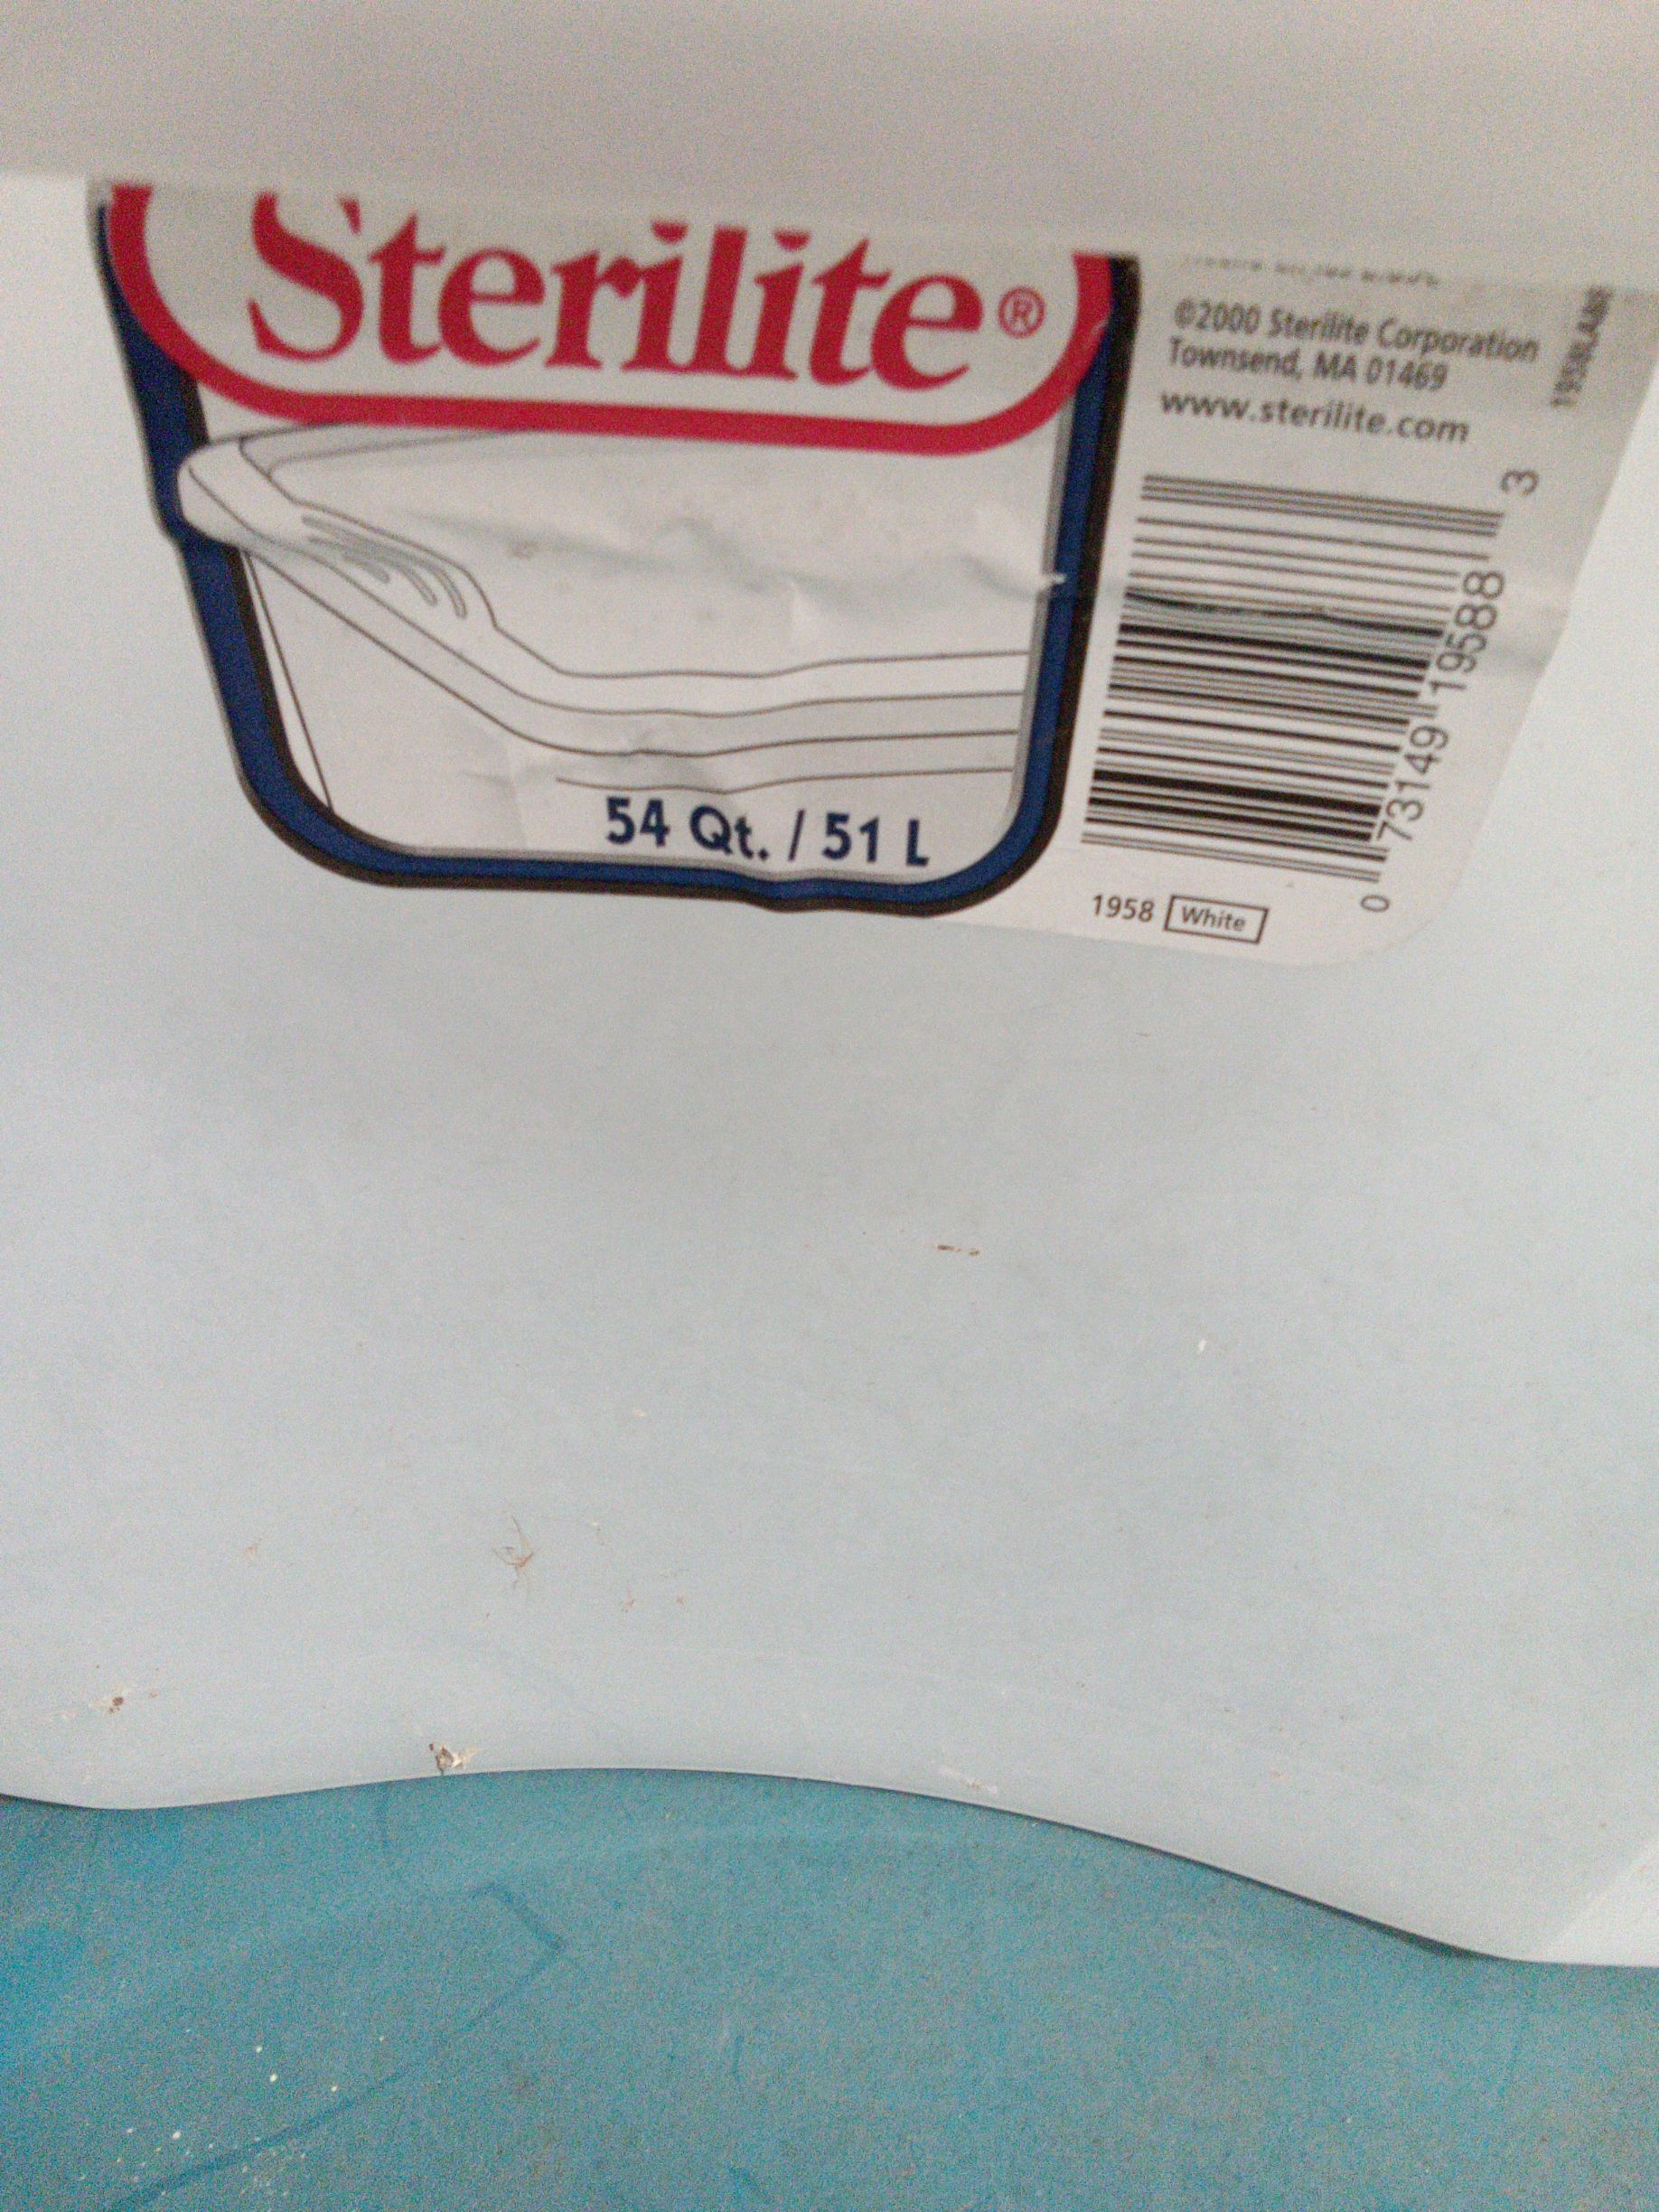 Sterilite®
54 Qt. / 51 L
©2000 Sterilite Corporation
Townsend, MA 01469
www.sterilite.com
0 73149 19588 3
1958 White